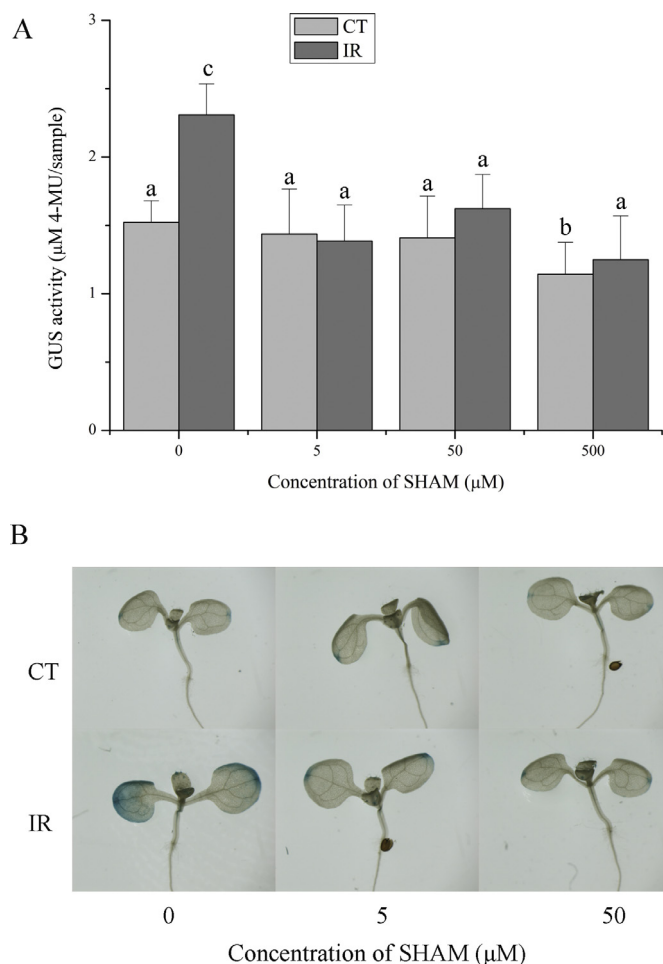 A
CT
IR
GUS activity (μM 4-MU/sample)
3
2
1
0
a
c
a
a
a
a
b
a
0
5
50
500
Concentration of SHAM (μM)
B
CT
IR
0
5
50
Concentration of SHAM (μM)